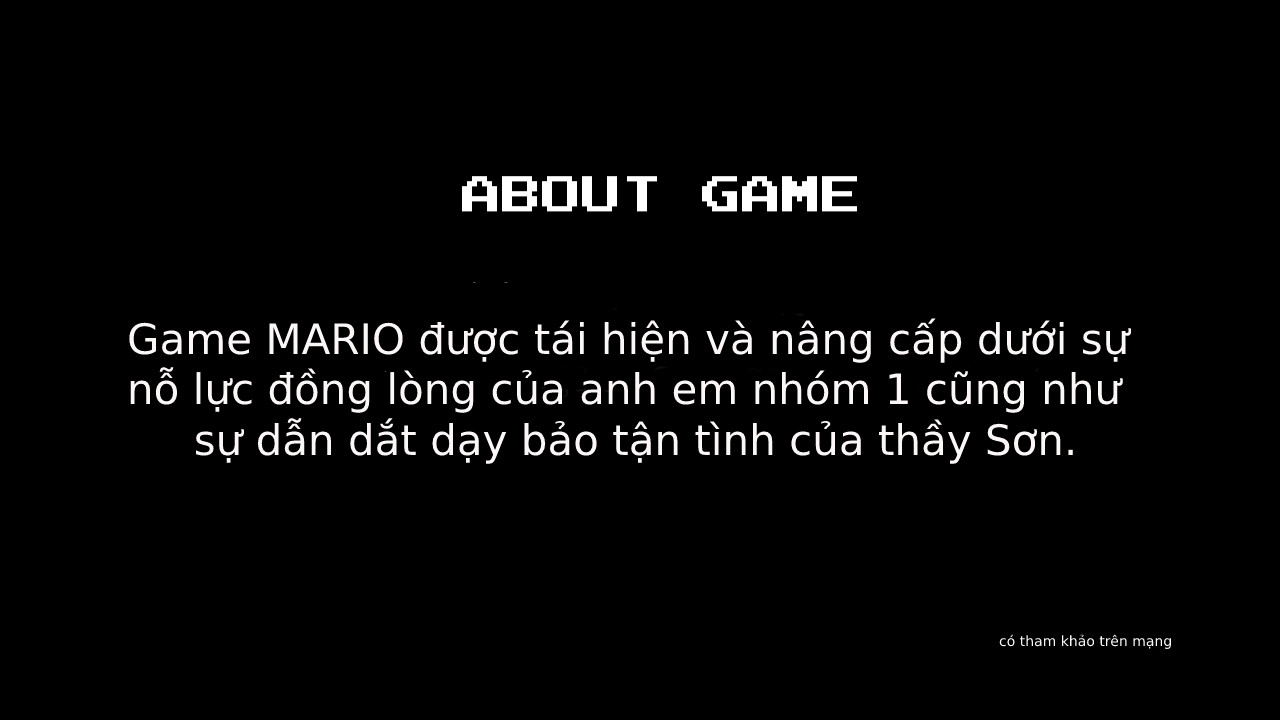 ABOUT GAME
Game MARIO được tái hiện và nâng cấp dưới sự
nỗ lực đồng lòng của anh em nhóm 1 cũng như
sự dẫn dắt dạy bảo tận tình của thầy Sơn.
có tham khảo trên mạng